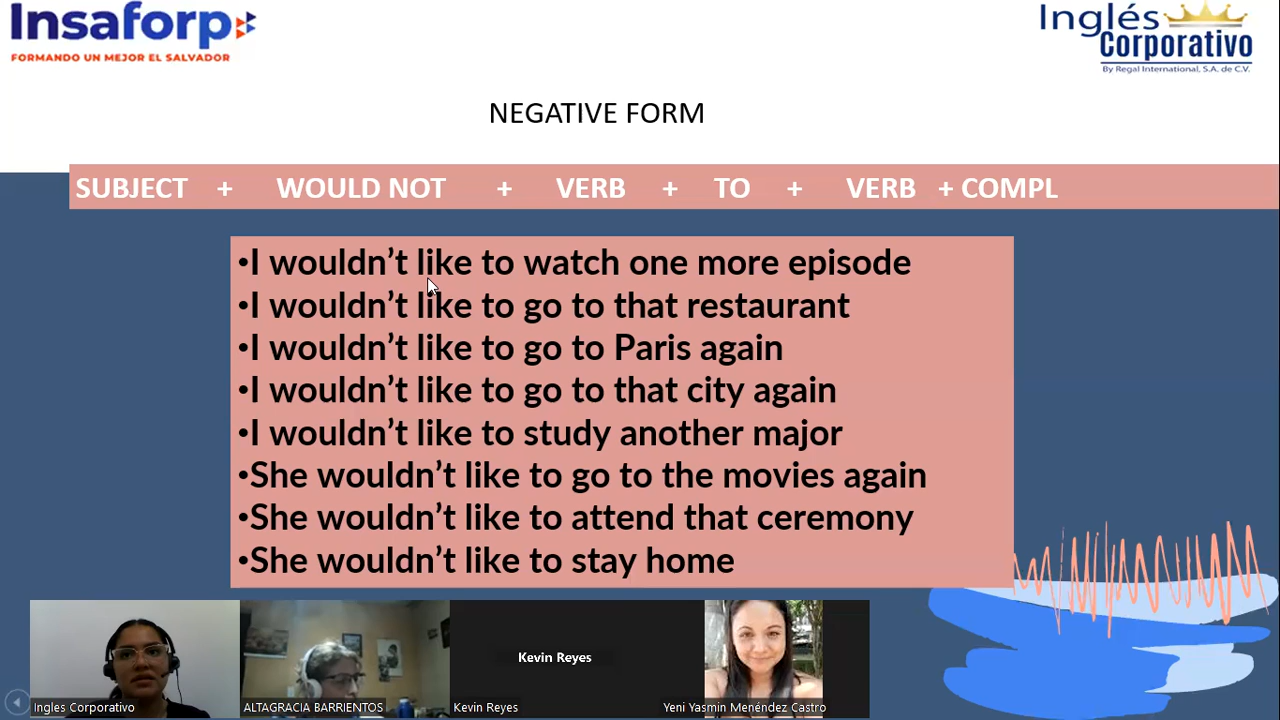 Insaforp
FORMANDO UN MEJOR EL SALVADOR
Inglés
Corporativo
By Regal International, S.A. de C.V.
NEGATIVE FORM
SUBJECT + WOULD NOT + VERB + TO + VERB + COMPL
•I wouldn't like to watch one more episode
•I wouldn't like to go to that restaurant
•I wouldn't like to go to Paris again
•I wouldn't like to go to that city again
•I wouldn't like to study another major
•She wouldn't like to go to the movies again
•She wouldn't like to attend that ceremony
•She wouldn't like to stay home
Kevin Reyes
Ingles Corporativo
ALTAGRACIA BARRIENTOS
Kevin Reyes
Yeni Yasmin Menéndez Castro